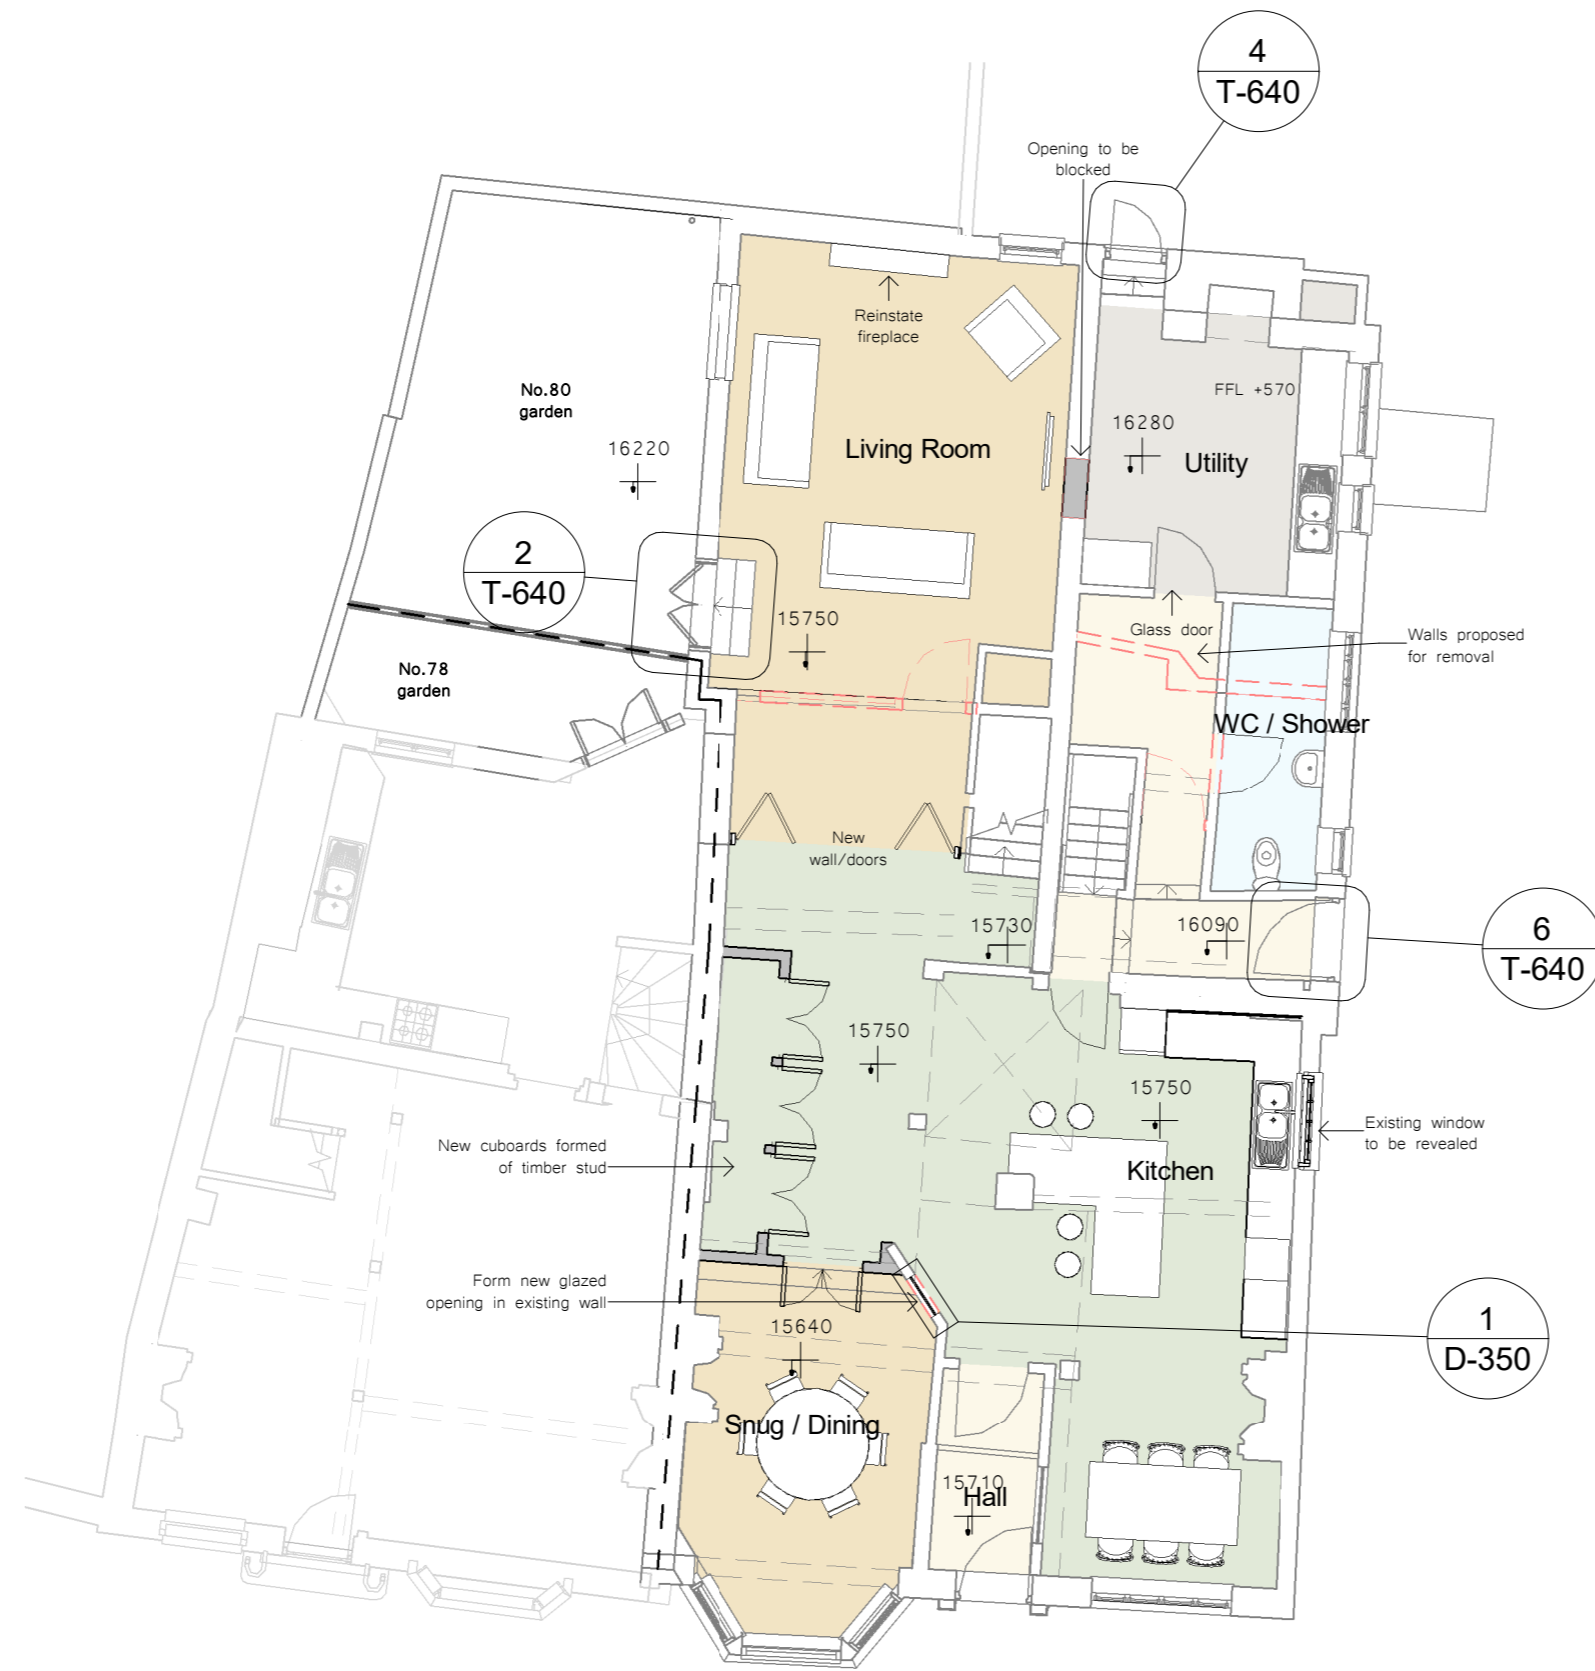 4
T-640
Opening to be
blocked
Reinstate
fireplace
No.80
garden
FFL +570
16220
Living Room
16280
Utility
2
T-640
15750
Glass door
Walls proposed
for removal
No.78
garden
WC / Shower
New
wall/doors
15730
16090
6
T-640
15750
15750
New cuboards formed
of timber stud
Kitchen
Existing window
to be revealed
Form new glazed
opening in existing wall
15640
1
D-350
Snug / Dining
15710
Hall